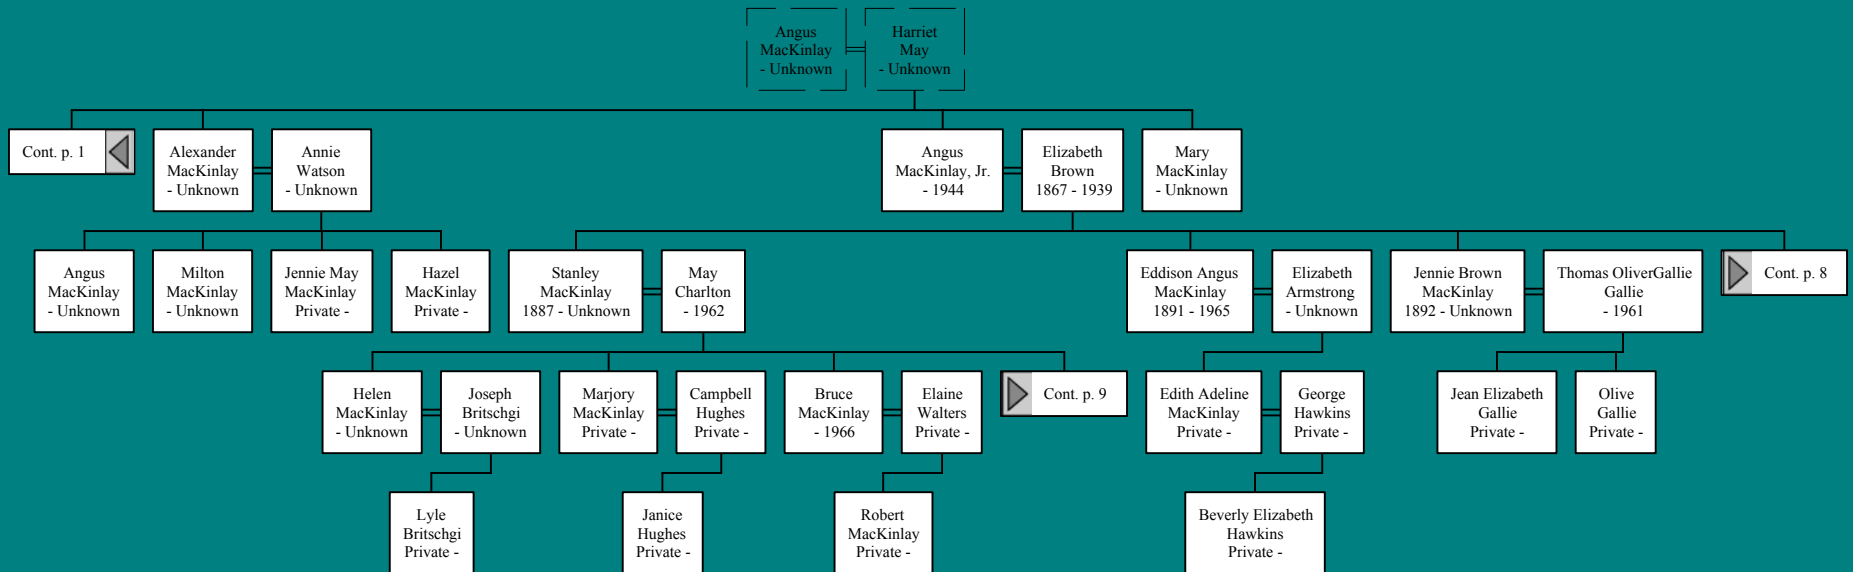 Angus
MacKinlay
- Unknown
Harriet
May
- Unknown
Cont. p. 1
Alexander
MacKinlay
- Unknown
Annie
Watson
- Unknown
Angus
MacKinlay, Jr.
- 1944
Elizabeth
Brown
1867 - 1939
Mary
MacKinlay
- Unknown
Angus
MacKinlay
- Unknown
Milton
MacKinlay
- Unknown
Jennie May
MacKinlay
Private -
Hazel
MacKinlay
Private -
Stanley
MacKinlay
1887 - Unknown
May
Charlton
- 1962
Eddison Angus
MacKinlay
1891 - 1965
Elizabeth
Armstrong
- Unknown
Jennie Brown
MacKinlay
1892 - Unknown
Thomas OliverGallie
Gallie
- 1961
Cont. p. 8
Helen
MacKinlay
- Unknown
Joseph
Britschgi
- Unknown
Marjory
MacKinlay
Private -
Campbell
Hughes
Private -
Bruce
MacKinlay
- 1966
Elaine
Walters
Private -
Cont. p. 9
Edith Adeline
MacKinlay
Private -
George
Hawkins
Private -
Jean Elizabeth
Gallie
Private -
Olive
Gallie
Private -
Lyle
Britschgi
Private -
Janice
Hughes
Private -
Robert
MacKinlay
Private -
Beverly Elizabeth
Hawkins
Private -